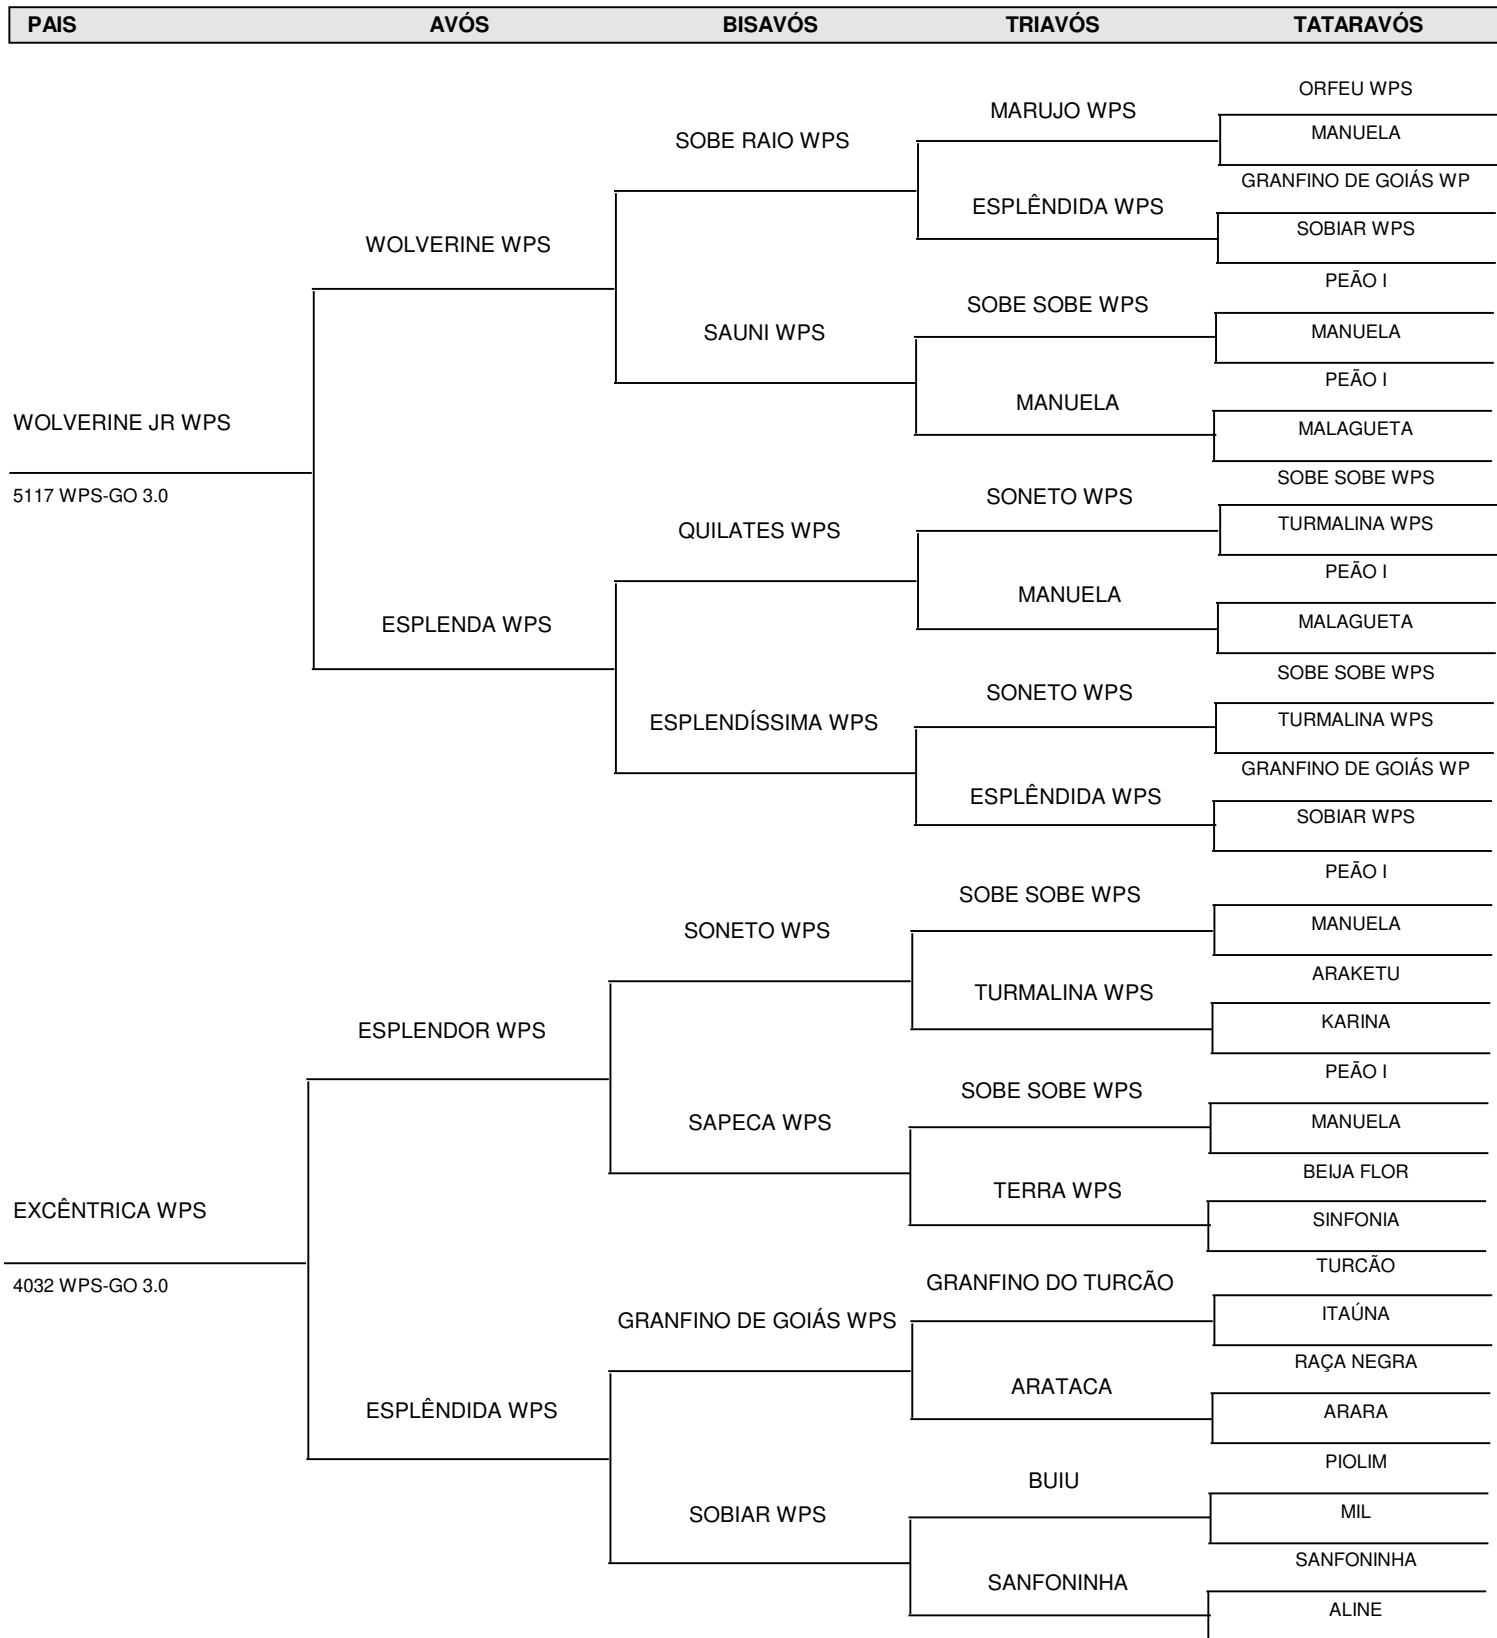 PAIS AVÓS BISAVÓS TRIAVÓS TATARAVÓS
ORFEU WPS
MARUJO WPS
MANUELA
SOBE RAIO WPS
GRANFINO DE GOIÁS WP
ESPLÊNDIDA WPS
SOBIAR WPS
WOLVERINE WPS
PEÃO I
SOBE SOBE WPS
MANUELA
SAUNI WPS
PEÃO I
MANUELA
MALAGUETA
WOLVERINE JR WPS
5117 WPS-GO 3.0
SOBE SOBE WPS
SONETO WPS
TURMALINA WPS
QUILATES WPS
PEÃO I
MANUELA
MALAGUETA
ESPLENDA WPS
SOBE SOBE WPS
SONETO WPS
TURMALINA WPS
ESPLENDÍSSIMA WPS
GRANFINO DE GOIÁS WP
ESPLÊNDIDA WPS
SOBIAR WPS
PEÃO I
SOBE SOBE WPS
MANUELA
SONETO WPS
ARAKETU
TURMALINA WPS
KARINA
ESPLENDOR WPS
PEÃO I
SOBE SOBE WPS
MANUELA
SAPECA WPS
BEIJA FLOR
TERRA WPS
SINFONIA
EXCÊNTRICA WPS
4032 WPS-GO 3.0
TURCÃO
GRANFINO DO TURCÃO
ITAÚNA
GRANFINO DE GOIÁS WPS
RAÇA NEGRA
ARATACA
ARARA
ESPLÊNDIDA WPS
PIOLIM
BUIU
MIL
SOBIAR WPS
SANFONINHA
SANFONINHA
ALINE